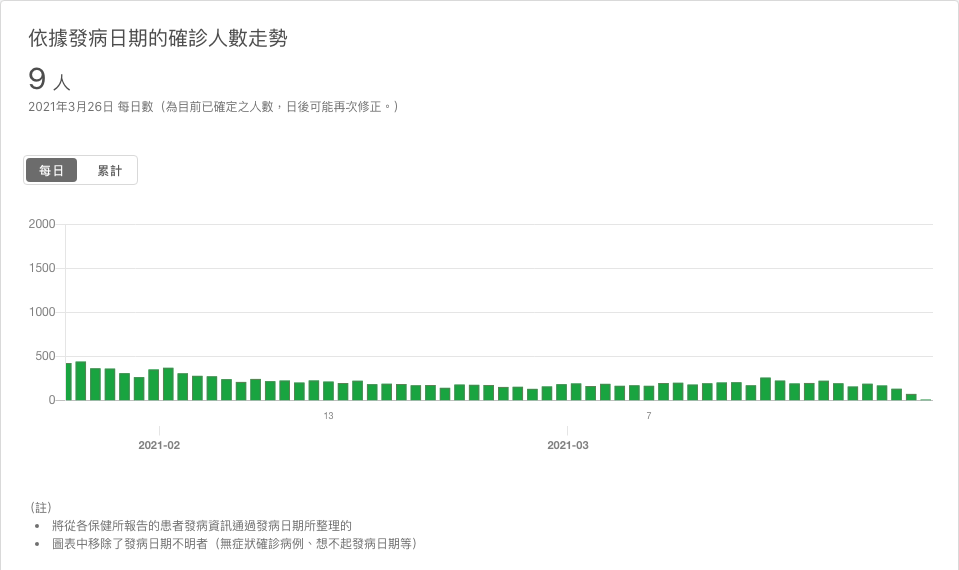 依據發病日期的確診人數走勢
9 人
2021年3月26日 每日數（為目前已確定之人數，日後可能再次修正。）
每日 累計
2000
1500
1000
500
0
13 7
2021-02 2021-03
（註）
• 將從各保健所報告的患者發病資訊通過發病日期所整理的
• 圖表中移除了發病日期不明者（無症狀確診病例、想不起發病日期等）